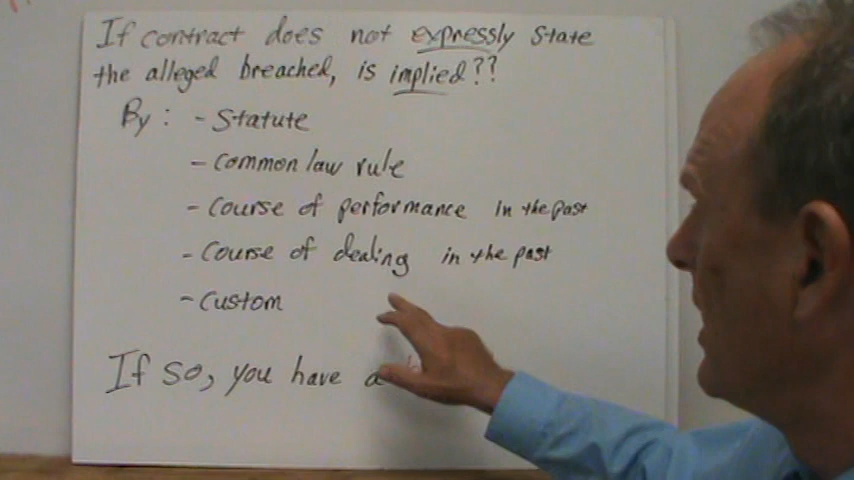 If contract does not expressly state
the alleged breached, is implied??
By: - Statute
- Common law rule
- Course of performance in the past
- Course of dealing in the past
- Custom
If so, you have a